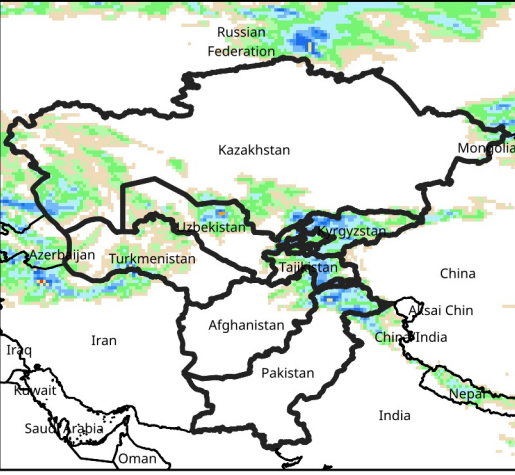 Russian
Federation
Kazakhstan
Mongolia
Uzbekistan
Kyrgyzstan
Azerbaijan
Turkmenistan
Tajikistan
China
Aksai Chin
Afghanistan
China/India
Iran
Iraq
Pakistan
Kuwait
Nepal
India
Saudi Arabia
Oman